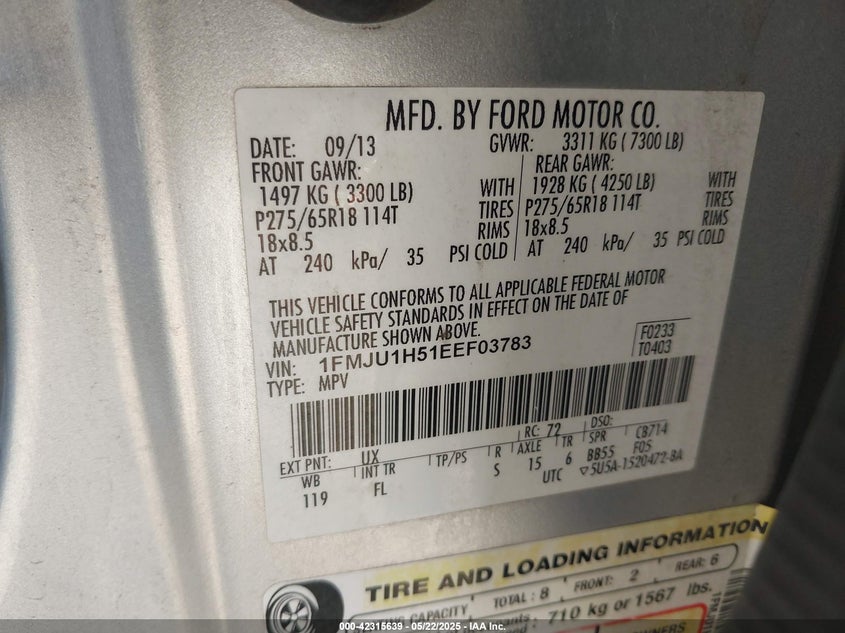 MFD. BY FORD MOTOR CO.
DATE: 09/13 GVWR: 3311 KG ( 7300 LB)
FRONT GAWR: REAR GAWR:
1497 KG ( 3300 LB) WITH 1928 KG ( 4250 LB) WITH
P275/65R18 114T TIRES P275/65R18 114T TIRES
18x8.5 RIMS 18x8.5 RIMS
AT 240 kPa/ 35 PSI COLD AT 240 kPa/ 35 PSI COLD
THIS VEHICLE CONFORMS TO ALL APPLICABLE FEDERAL MOTOR
VEHICLE SAFETY STANDARDS IN EFFECT ON THE DATE OF
MANUFACTURE SHOWN ABOVE.
VIN: 1FMJU1H51EEF03783 F0233
TYPE: MPV T0403
EXT PNT: UX RC: 72 DSO:
WB INT TR TP/PS R AXLE TR SPR CB714
119 FL S 15 6 BB55 F05
UTC ▽5U5A-1520472-BA
TIRE AND LOADING INFORMATION
CAPACITY TOTAL : 8 FRONT: 2 REAR: 6
710 kg or 1567 lbs.
000-42315639 - 05/22/2025 - IAA Inc.